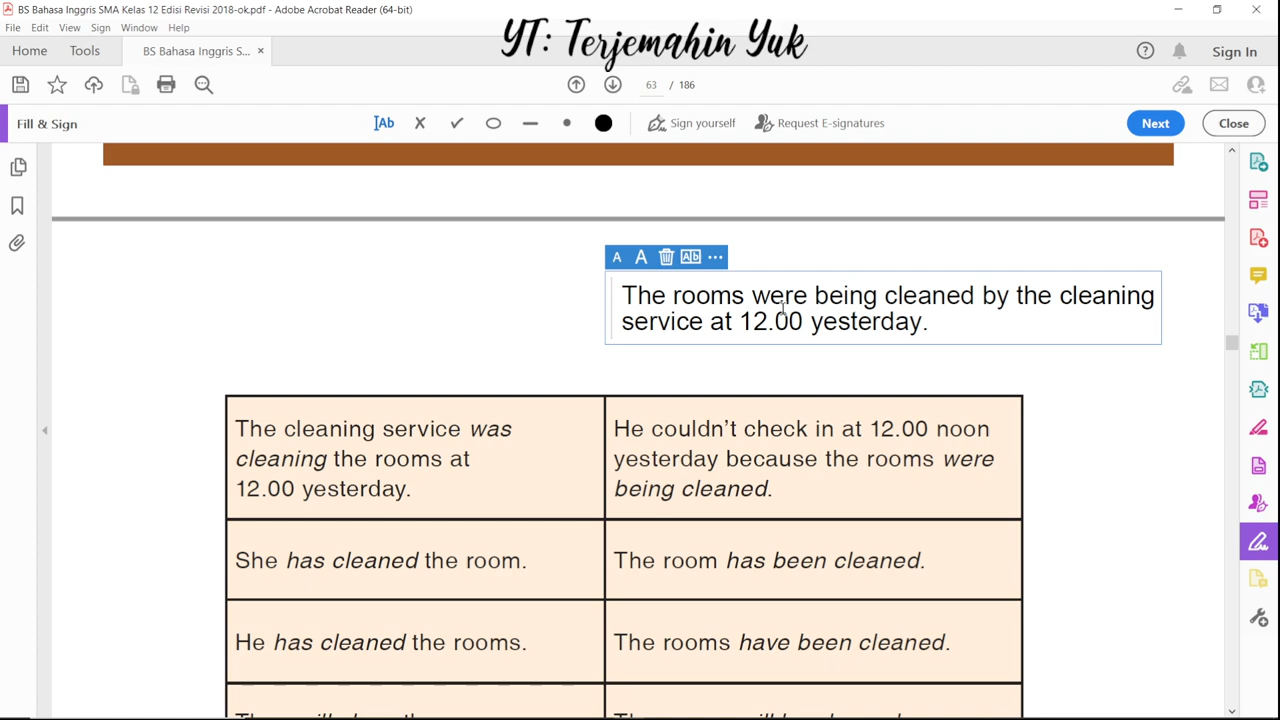 BS Bahasa Inggris SMA Kelas 12 Edisi Revisi 2018-ok.pdf - Adobe Acrobat Reader (64-bit)
File Edit View Sign Window Help
YT: Terjemahin Yuk
Home Tools BS Bahasa Inggris S... × Sign In
63 / 186
Fill & Sign Ab Sign yourself Request E-signatures Next Close
A A Ab ...
The rooms were being cleaned by the cleaning
service at 12.00 yesterday.
The cleaning service was
cleaning the rooms at
12.00 yesterday.
He couldn't check in at 12.00 noon
yesterday because the rooms were
being cleaned.
She has cleaned the room.
The room has been cleaned.
He has cleaned the rooms.
The rooms have been cleaned.